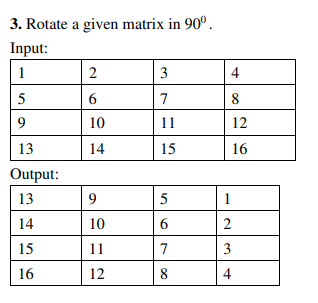 3. Rotate a given matrix in 90⁰ .
Input:
1 2 3 4
5 6 7 8
9 10 11 12
13 14 15 16
Output:
13 9 5 1
14 10 6 2
15 11 7 3
16 12 8 4